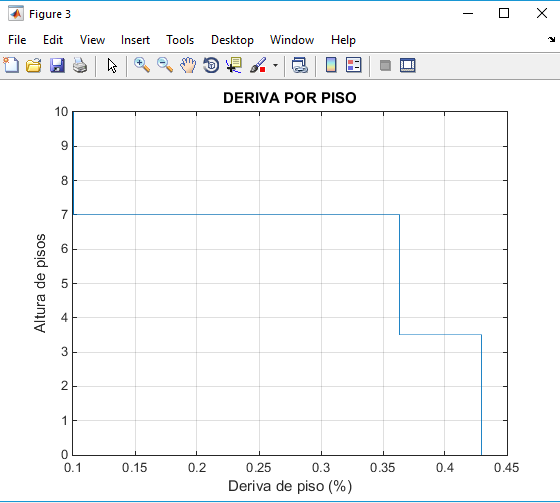 Figure 3
File Edit View Insert Tools Desktop Window Help
DERIVA POR PISO
10
9
8
7
6
5
4
3
2
1
0
Altura de pisos
0.1 0.15 0.2 0.25 0.3 0.35 0.4 0.45
Deriva de piso (%)